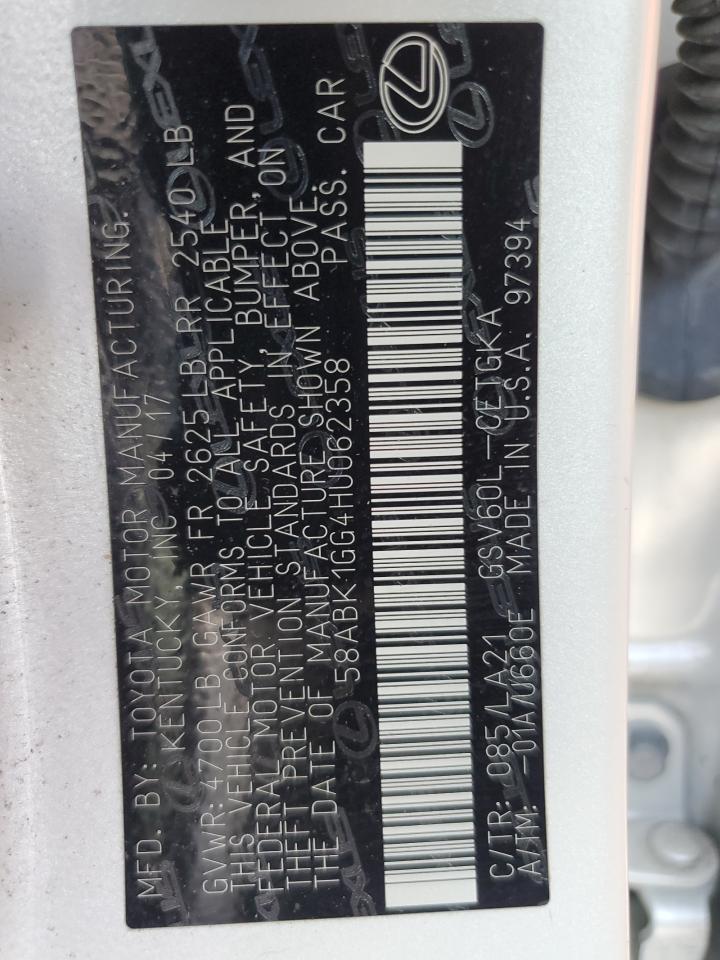 MFD. BY: TOYOTA MOTOR MANUFACTURING.
KENTUCKY, INC 04/17
GVWR: 4700 LB GAWR FR 2625 LB RR 2540 LB
THIS VEHICLE CONFORMS TO ALL APPLICABLE
FEDERAL MOTOR VEHICLE SAFETY, BUMPER, AND
THEFT PREVENTION STANDARDS IN EFFECT ON
THE DATE OF MANUFACTURE SHOWN ABOVE.
58ABK1GG4HU062358 PASS. CAR
C/TR: 085/LA21 GSV60L-CETGKA
A/TM: -01A/U660E MADE IN U.S.A. 97394